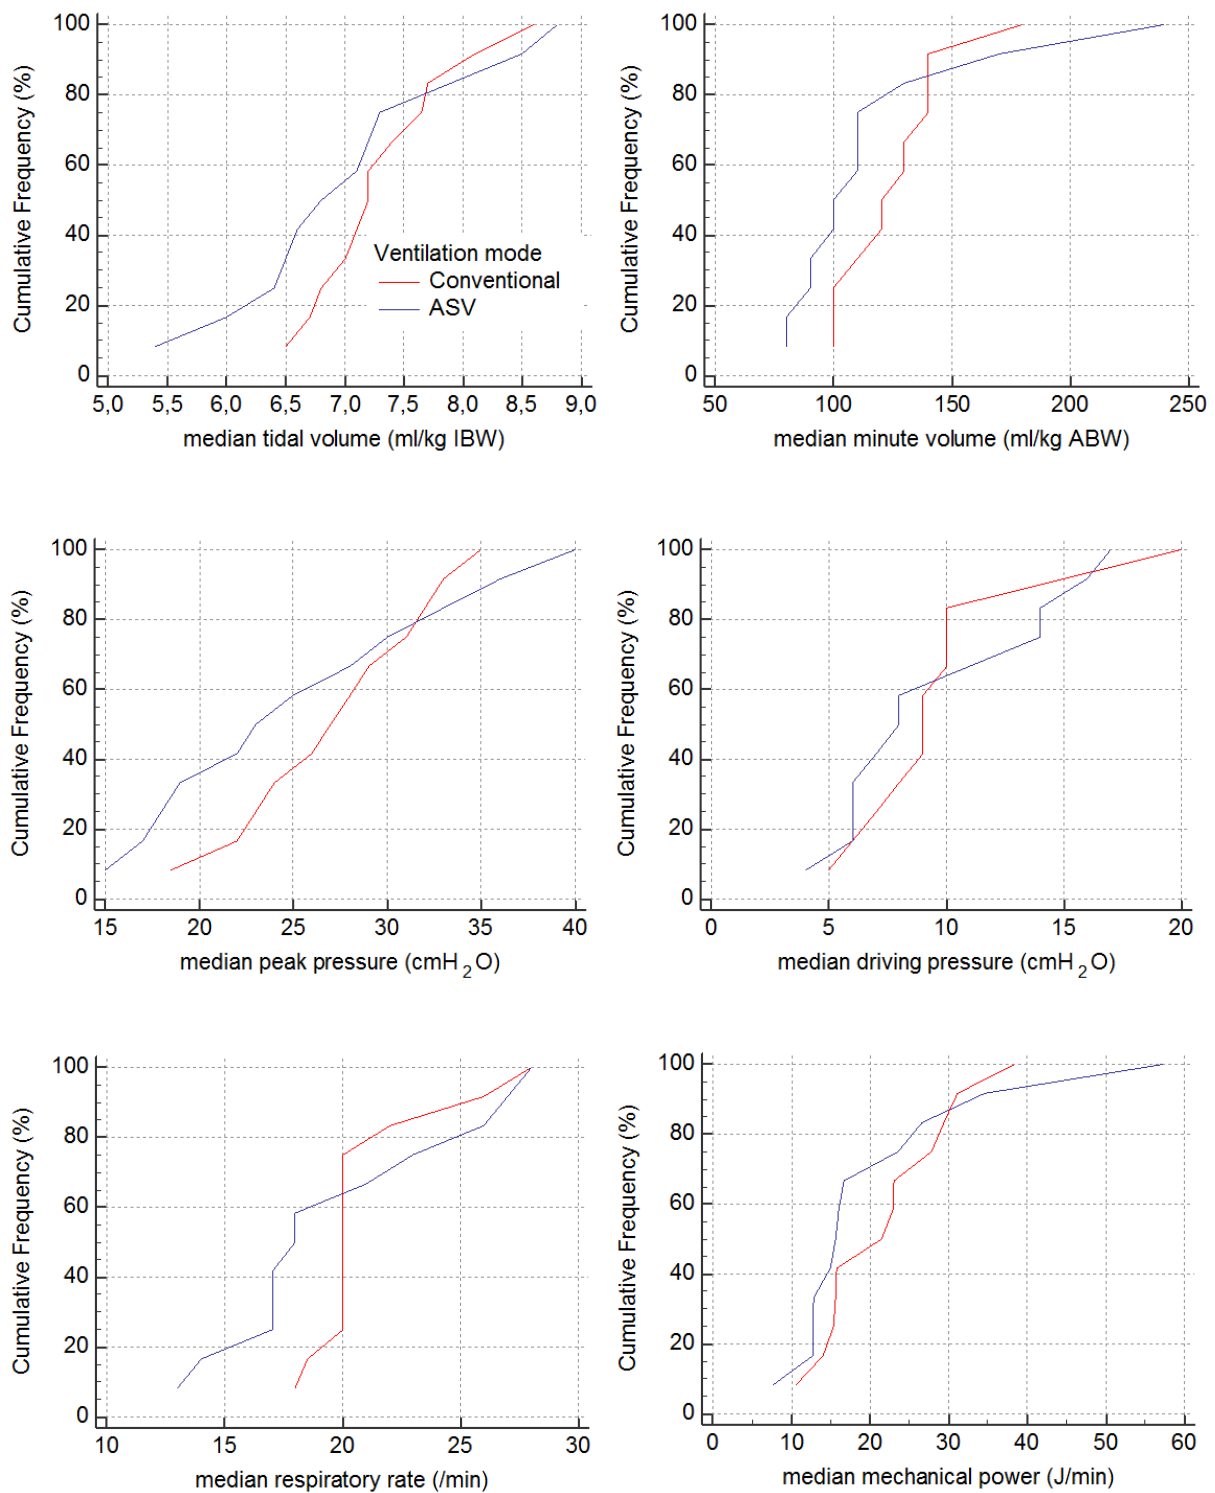 Cumulative Frequency (%)
100
80
60
40
20
0
5,0 5,5 6,0 6,5 7,0 7,5 8,0 8,5 9,0
median tidal volume (ml/kg IBW)
Ventilation mode
Conventional
ASV
Cumulative Frequency (%)
100
80
60
40
20
0
50 100 150 200 250
median minute volume (ml/kg ABW)
Cumulative Frequency (%)
100
80
60
40
20
0
15 20 25 30 35 40
median peak pressure (cmH₂O)
Cumulative Frequency (%)
100
80
60
40
20
0
0 5 10 15 20
median driving pressure (cmH₂O)
Cumulative Frequency (%)
100
80
60
40
20
0
10 15 20 25 30
median respiratory rate (/min)
Cumulative Frequency (%)
100
80
60
40
20
0
0 10 20 30 40 50 60
median mechanical power (J/min)